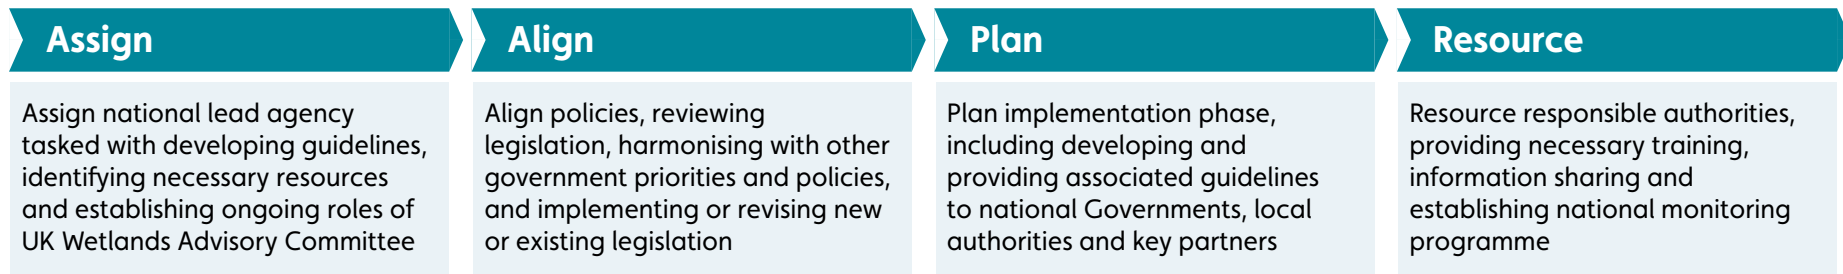 Assign
Assign national lead agency
tasked with developing guidelines,
identifying necessary resources
and establishing ongoing roles of
UK Wetlands Advisory Committee
Align
Align policies, reviewing
legislation, harmonising with other
government priorities and policies,
and implementing or revising new
or existing legislation
Plan
Plan implementation phase,
including developing and
providing associated guidelines
to national Governments, local
authorities and key partners
Resource
Resource responsible authorities,
providing necessary training,
information sharing and
establishing national monitoring
programme